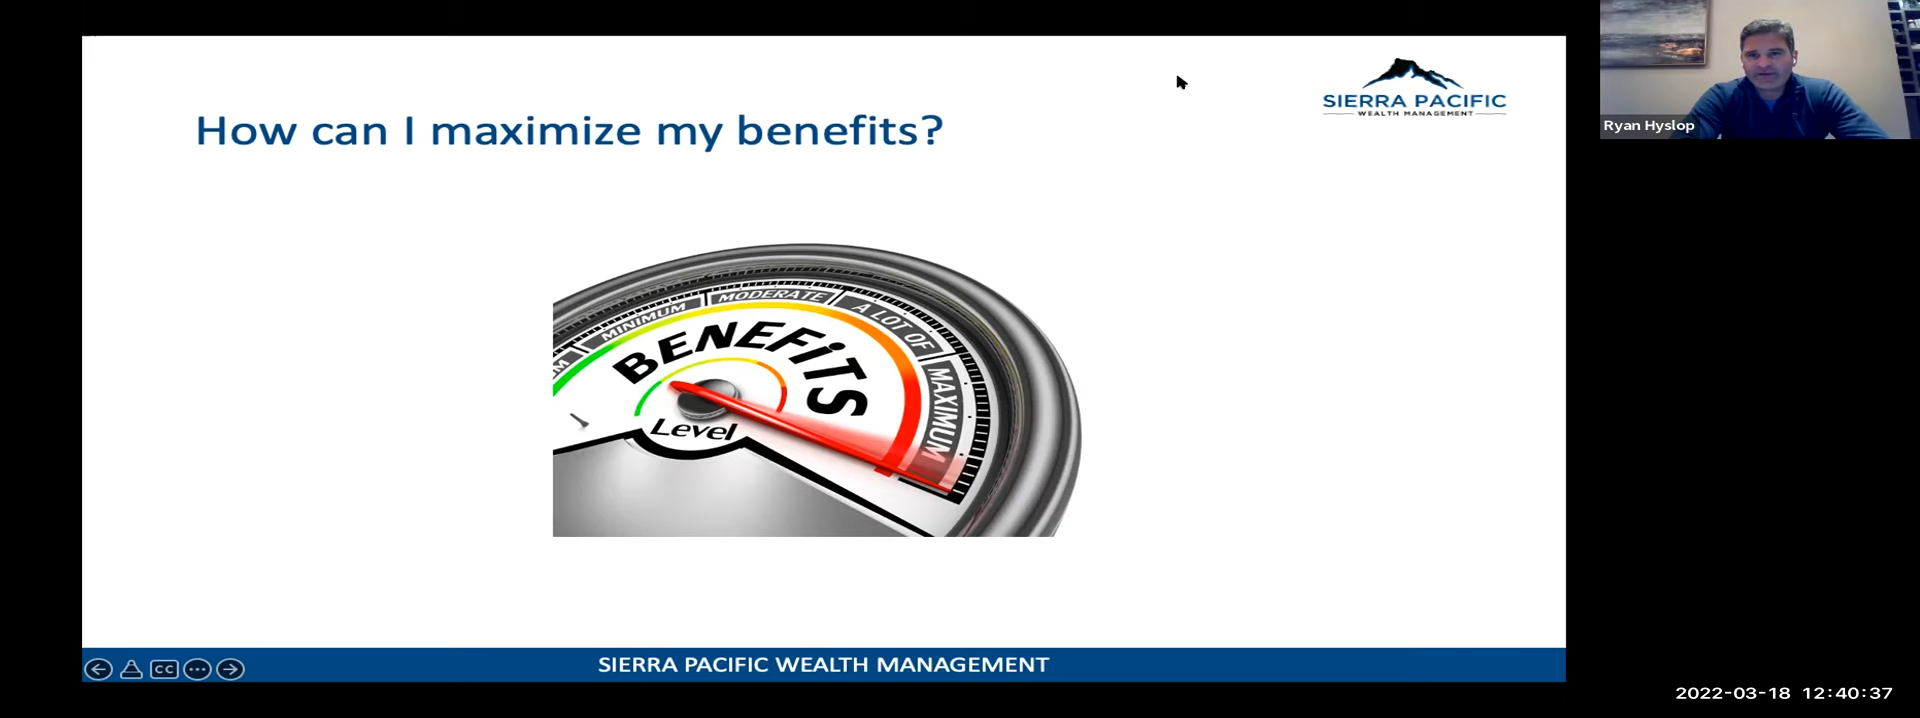 How can I maximize my benefits?
SIERRA PACIFIC
WEALTH MANAGEMENT
Ryan Hyslop
MINIMUM
MODERATE
A LOT OF
MAXIMUM
BENEFiTS
Level
CC
SIERRA PACIFIC WEALTH MANAGEMENT
2022-03-18 12:40:37